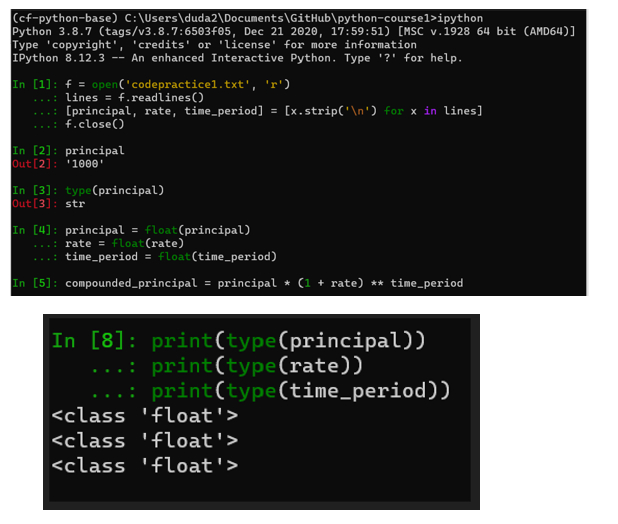 (cf-python-base) C:\Users\duda2\Documents\GitHub\python-course1>ipython
Python 3.8.7 (tags/v3.8.7:6503f05, Dec 21 2020, 17:59:51) [MSC v.1928 64 bit (AMD64)]
Type 'copyright', 'credits' or 'license' for more information
IPython 8.12.3 -- An enhanced Interactive Python. Type '?' for help.
In [1]: f = open('codepractice1.txt', 'r')
...: lines = f.readlines()
...: [principal, rate, time_period] = [x.strip('\n') for x in lines]
...: f.close()
In [2]: principal
Out[2]: '1000'
In [3]: type(principal)
Out[3]: str
In [4]: principal = float(principal)
...: rate = float(rate)
...: time_period = float(time_period)
In [5]: compounded_principal = principal * (1 + rate) ** time_period
In [8]: print(type(principal))
...: print(type(rate))
...: print(type(time_period))
<class 'float'>
<class 'float'>
<class 'float'>